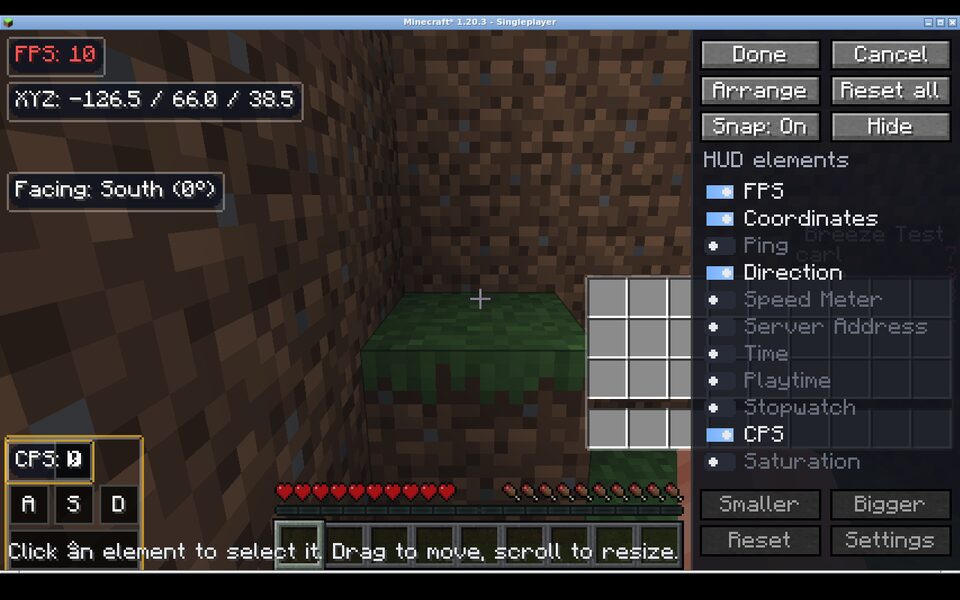 Minecraft* 1.20.3 - Singleplayer
FPS: 10
XYZ: -126.5 / 66.0 / 38.5
Facing: South (0°)
CPS: 0
A S D
Click an element to select it. Drag to move, scroll to resize.
Done Cancel
Arrange Reset all
Snap: On Hide
HUD elements
FPS
Coordinates
Ping
Direction
Speed Meter
Server Address
Time
Playtime
Stopwatch
CPS
Saturation
Smaller Bigger
Reset Settings
Breeze Test
carl